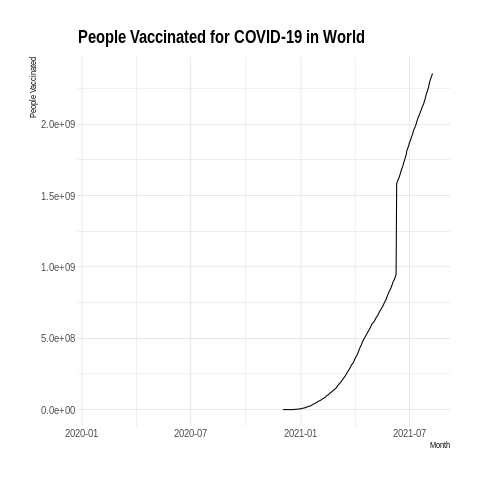 People Vaccinated for COVID-19 in World
People Vaccinated
2.0e+09
1.5e+09
1.0e+09
5.0e+08
0.0e+00
2020-01 2020-07 2021-01 2021-07
Month